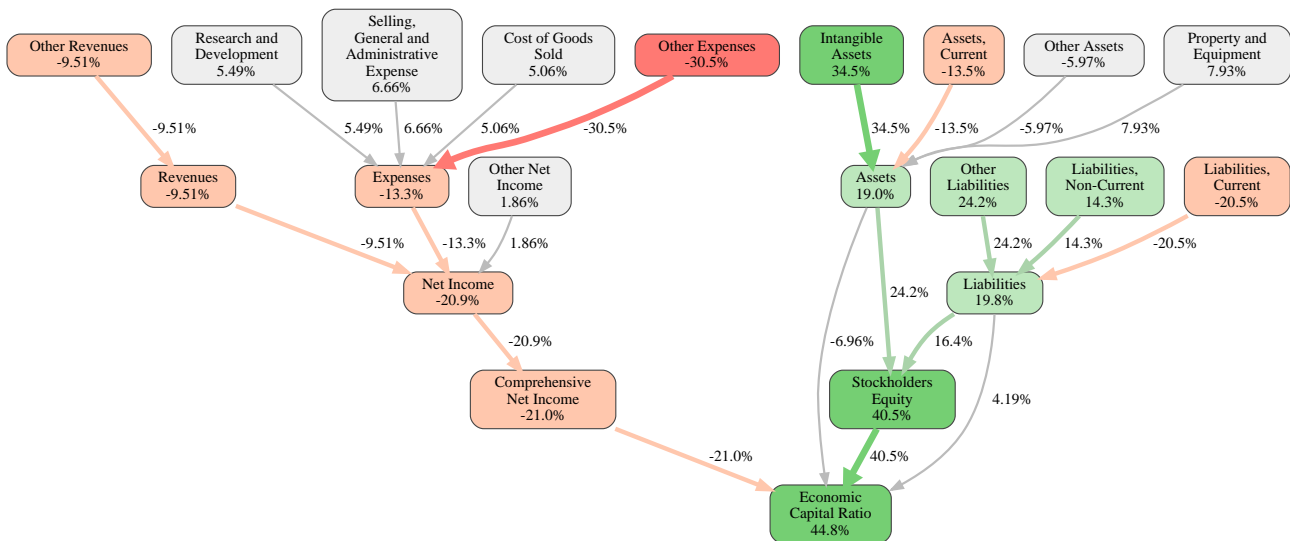 Other Revenues
-9.51%
Research and
Development
5.49%
Selling,
General and
Administrative
Expense
6.66%
Cost of Goods
Sold
5.06%
Other Expenses
-30.5%
Intangible
Assets
34.5%
Assets,
Current
-13.5%
Other Assets
-5.97%
Property and
Equipment
7.93%
-9.51%
5.49%
6.66%
5.06%
-30.5%
34.5%
-13.5%
-5.97%
7.93%
Revenues
-9.51%
Expenses
-13.3%
Other Net
Income
1.86%
Assets
19.0%
Other
Liabilities
24.2%
Liabilities,
Non-Current
14.3%
Liabilities,
Current
-20.5%
-9.51%
-13.3%
1.86%
24.2%
14.3%
-20.5%
Net Income
-20.9%
Liabilities
19.8%
24.2%
-20.9%
-6.96%
16.4%
Comprehensive
Net Income
-21.0%
Stockholders
Equity
40.5%
4.19%
-21.0%
40.5%
Economic
Capital Ratio
44.8%